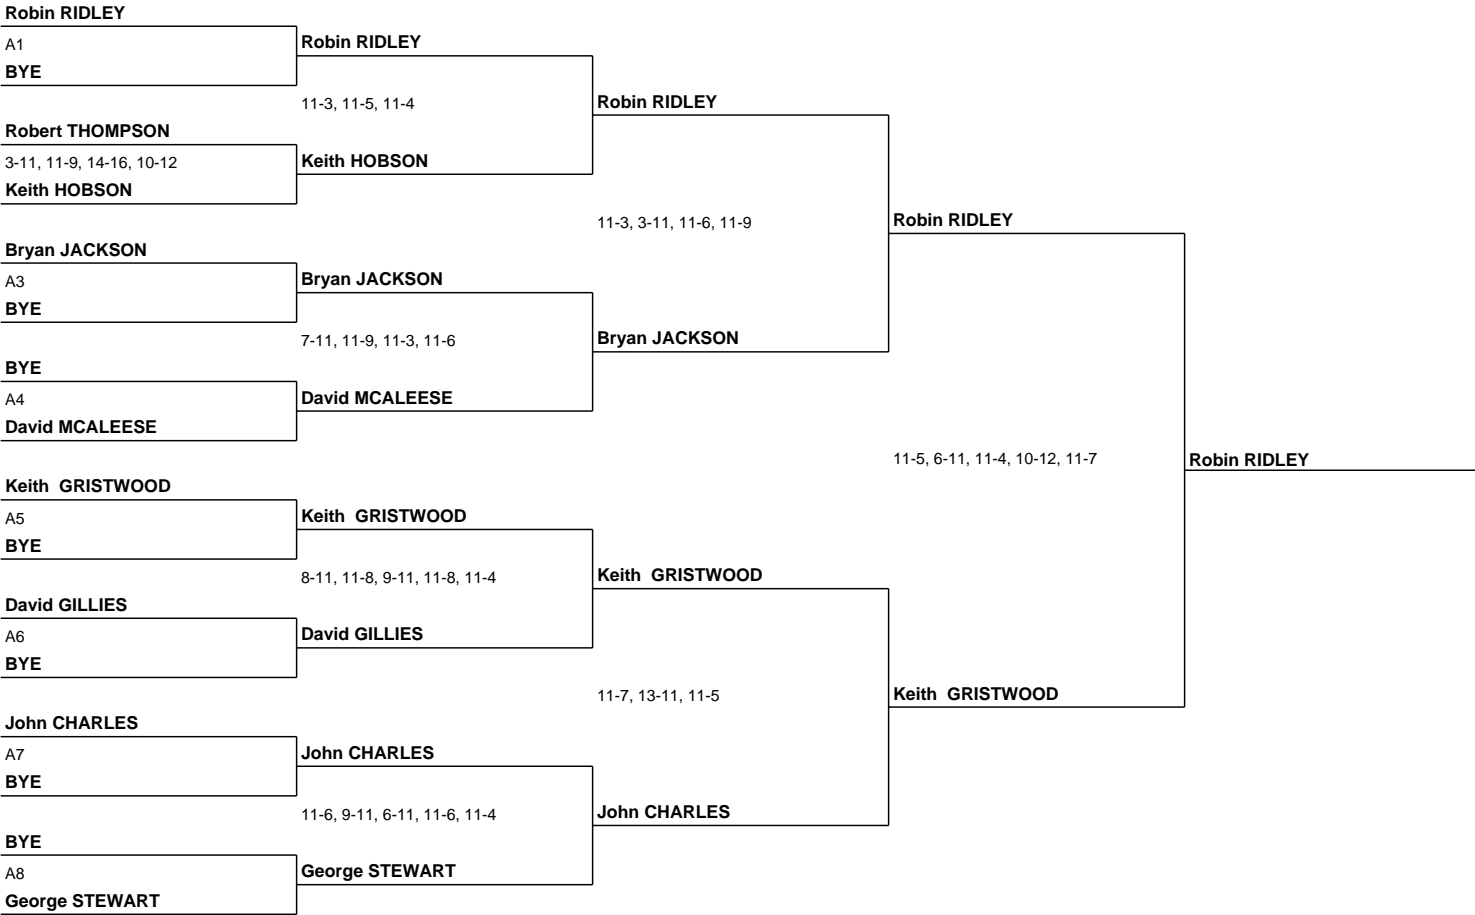 Robin RIDLEY
A1
BYE
Robert THOMPSON
3-11, 11-9, 14-16, 10-12
Keith HOBSON
Bryan JACKSON
A3
BYE
BYE
A4
David MCALEESE
Keith  GRISTWOOD
A5
BYE
David GILLIES
A6
BYE
John CHARLES
A7
BYE
BYE
A8
George STEWART
Robin RIDLEY
11-3, 11-5, 11-4
Keith HOBSON
Bryan JACKSON
7-11, 11-9, 11-3, 11-6
David MCALEESE
Keith  GRISTWOOD
8-11, 11-8, 9-11, 11-8, 11-4
David GILLIES
John CHARLES
11-6, 9-11, 6-11, 11-6, 11-4
George STEWART
Robin RIDLEY
11-3, 3-11, 11-6, 11-9
Bryan JACKSON
Keith  GRISTWOOD
11-7, 13-11, 11-5
John CHARLES
Robin RIDLEY
11-5, 6-11, 11-4, 10-12, 11-7
Keith  GRISTWOOD
Robin RIDLEY